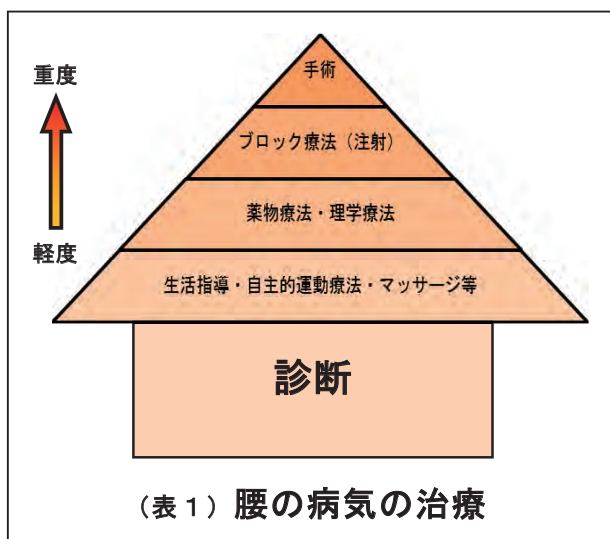 重度
軽度
手術
ブロック療法（注射）
薬物療法・理学療法
生活指導・自主的運動療法・マッサージ等
診断
（表１）腰の病気の治療